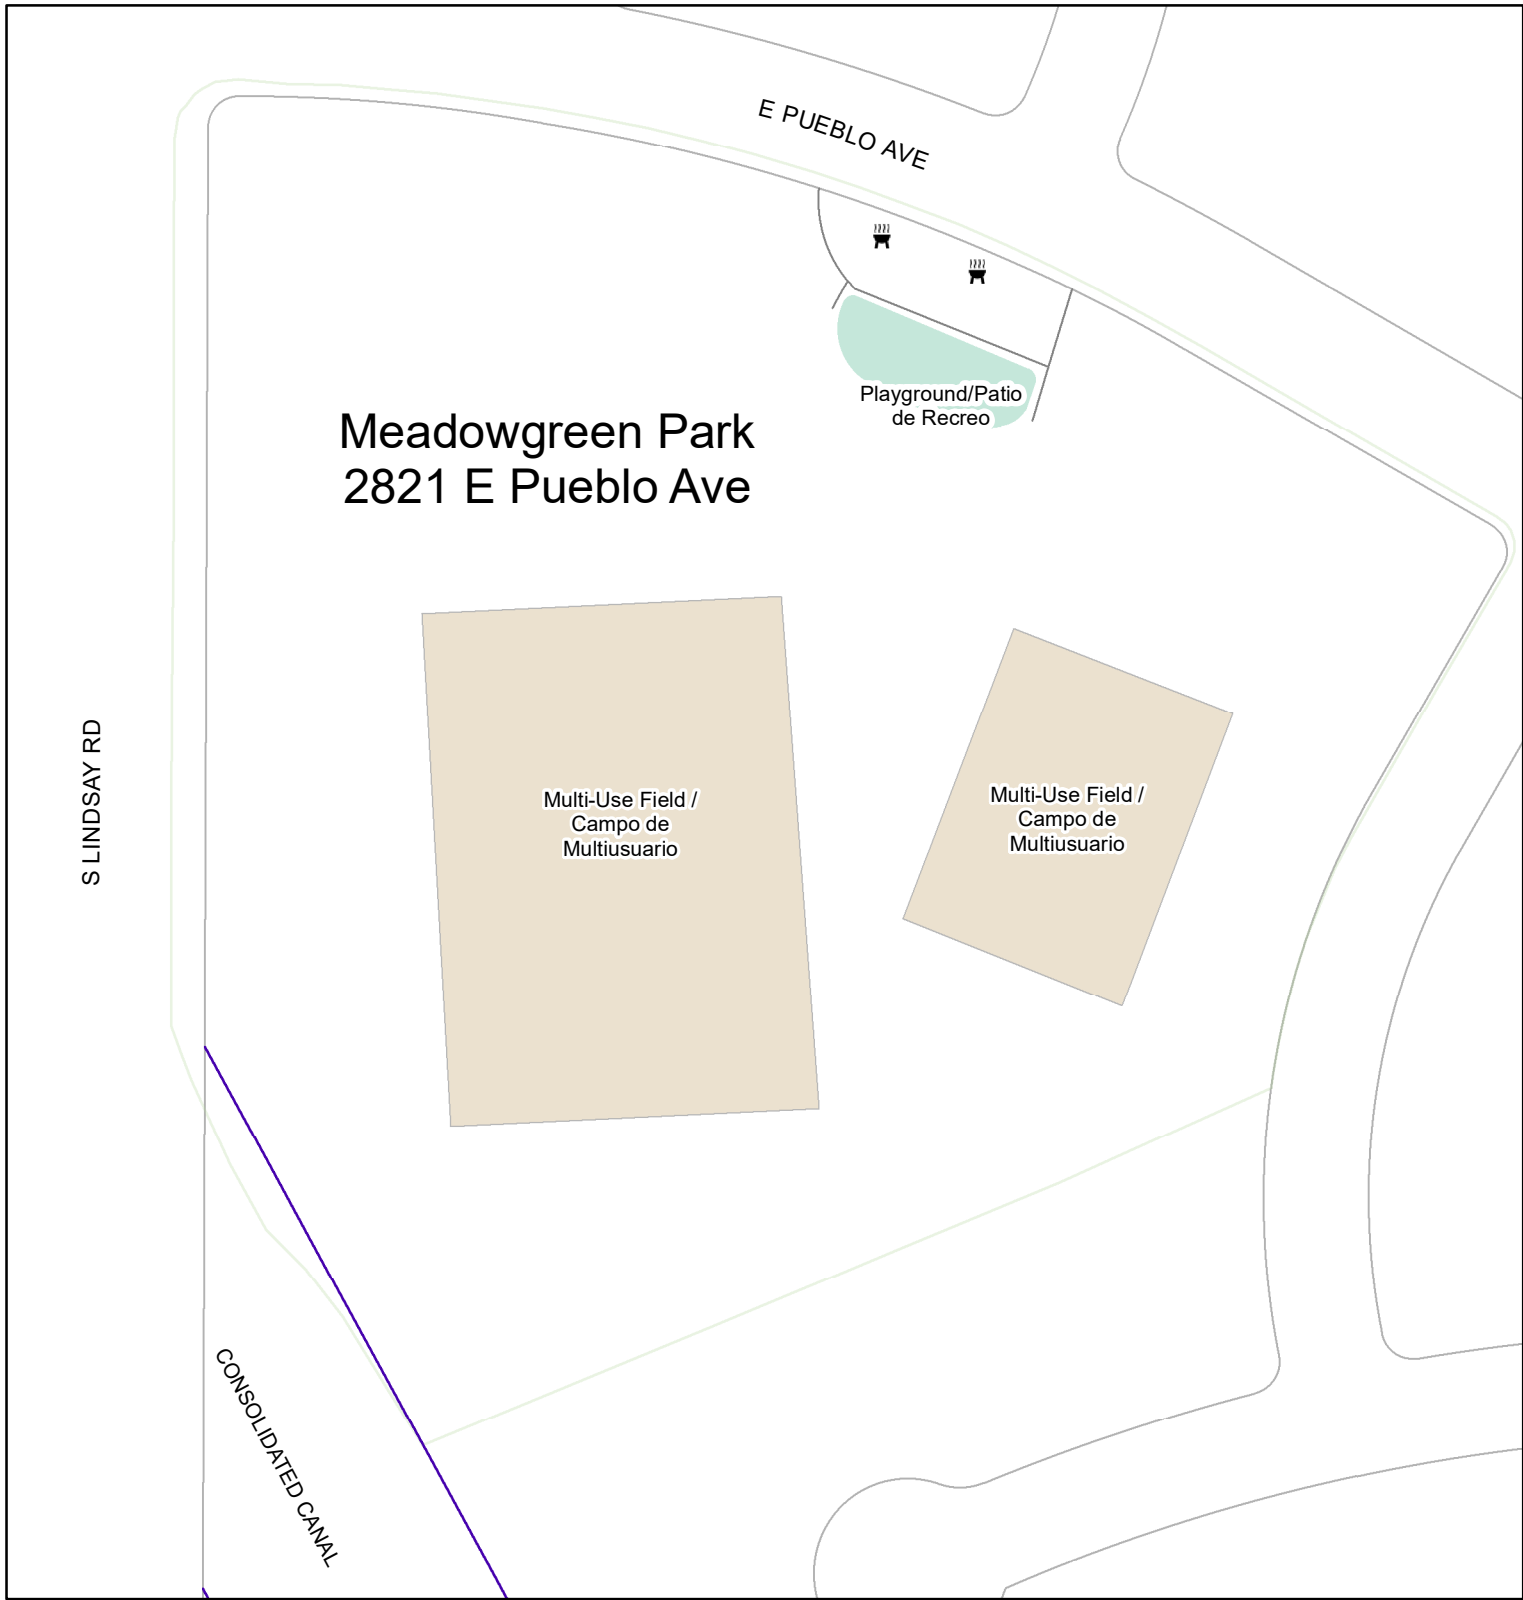 E PUEBLO AVE
Playground/Patio
de Recreo
Meadowgreen Park
2821 E Pueblo Ave
S LINDSAY RD
Multi-Use Field /
Campo de
Multiusuario
Multi-Use Field /
Campo de
Multiusuario
CONSOLIDATED CANAL